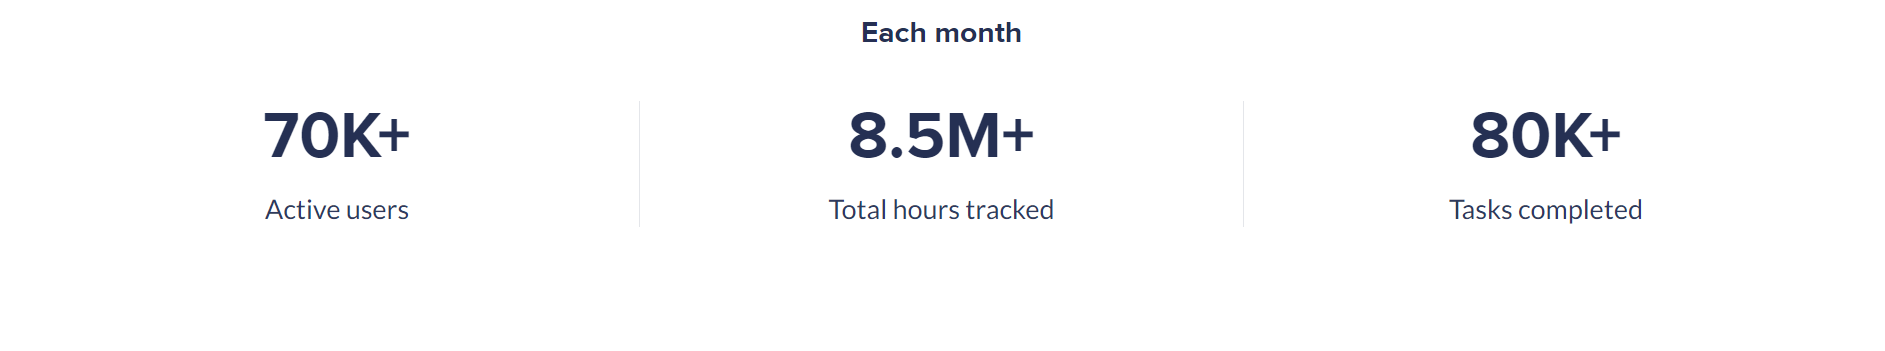 Each month
70K+
Active users
8.5M+
Total hours tracked
80K+
Tasks completed